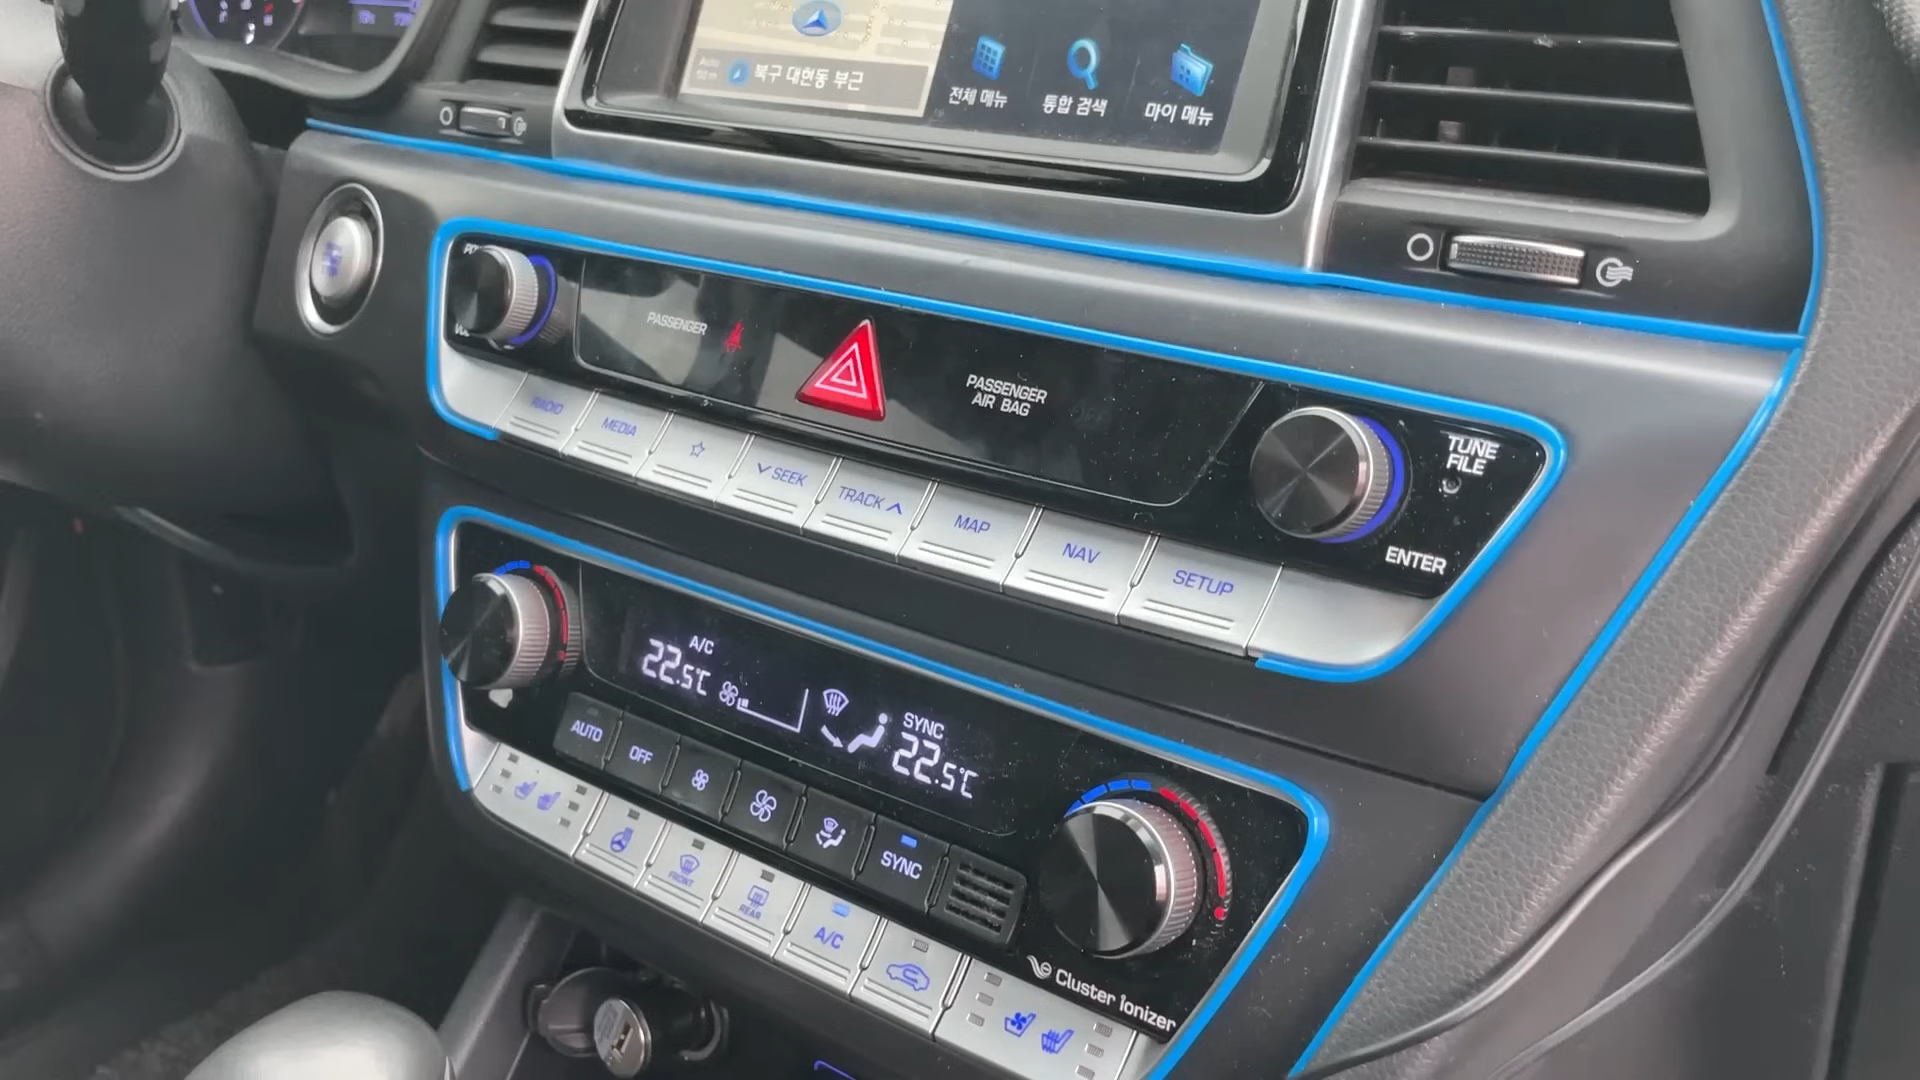 Auto
50m
북구 대현동 부근
전체 메뉴
통합 검색
마이 메뉴
PASSENGER
PASSENGER
AIR BAG
TUNE
FILE
ENTER
RADIO
MEDIA
SEEK
TRACK
MAP
NAV
SETUP
A/C
22.5℃
SYNC
22.5℃
AUTO
OFF
SYNC
FRONT
REAR
A/C
Cluster ionizer